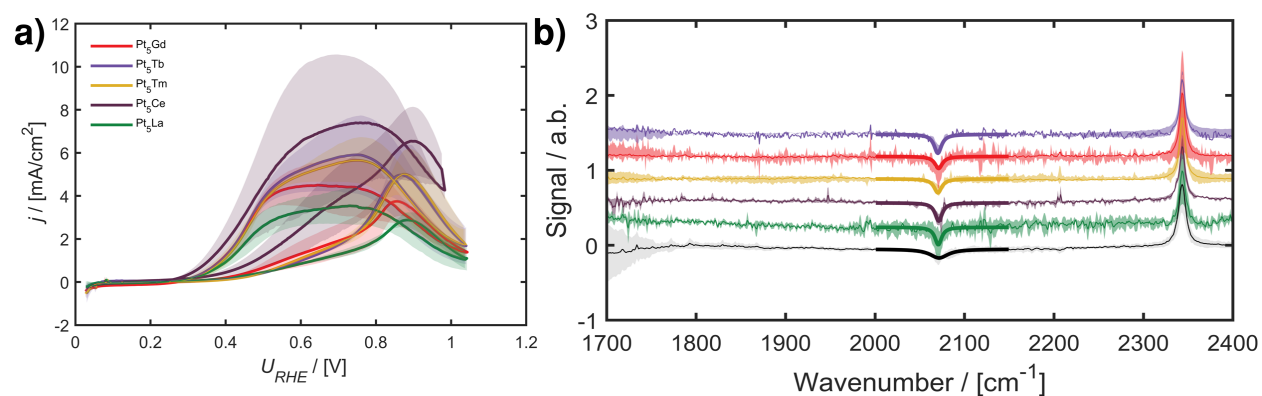 a)
12
10
8
6
4
2
0
-2
j / [mA/cm²]
Pt₅Gd
Pt₅Tb
Pt₅Tm
Pt₅Ce
Pt₅La
0 0.2 0.4 0.6 0.8 1 1.2
U_RHE / [V]
b)
3
2
1
0
-1
Signal / a.b.
1700 1800 1900 2000 2100 2200 2300 2400
Wavenumber / [cm⁻¹]